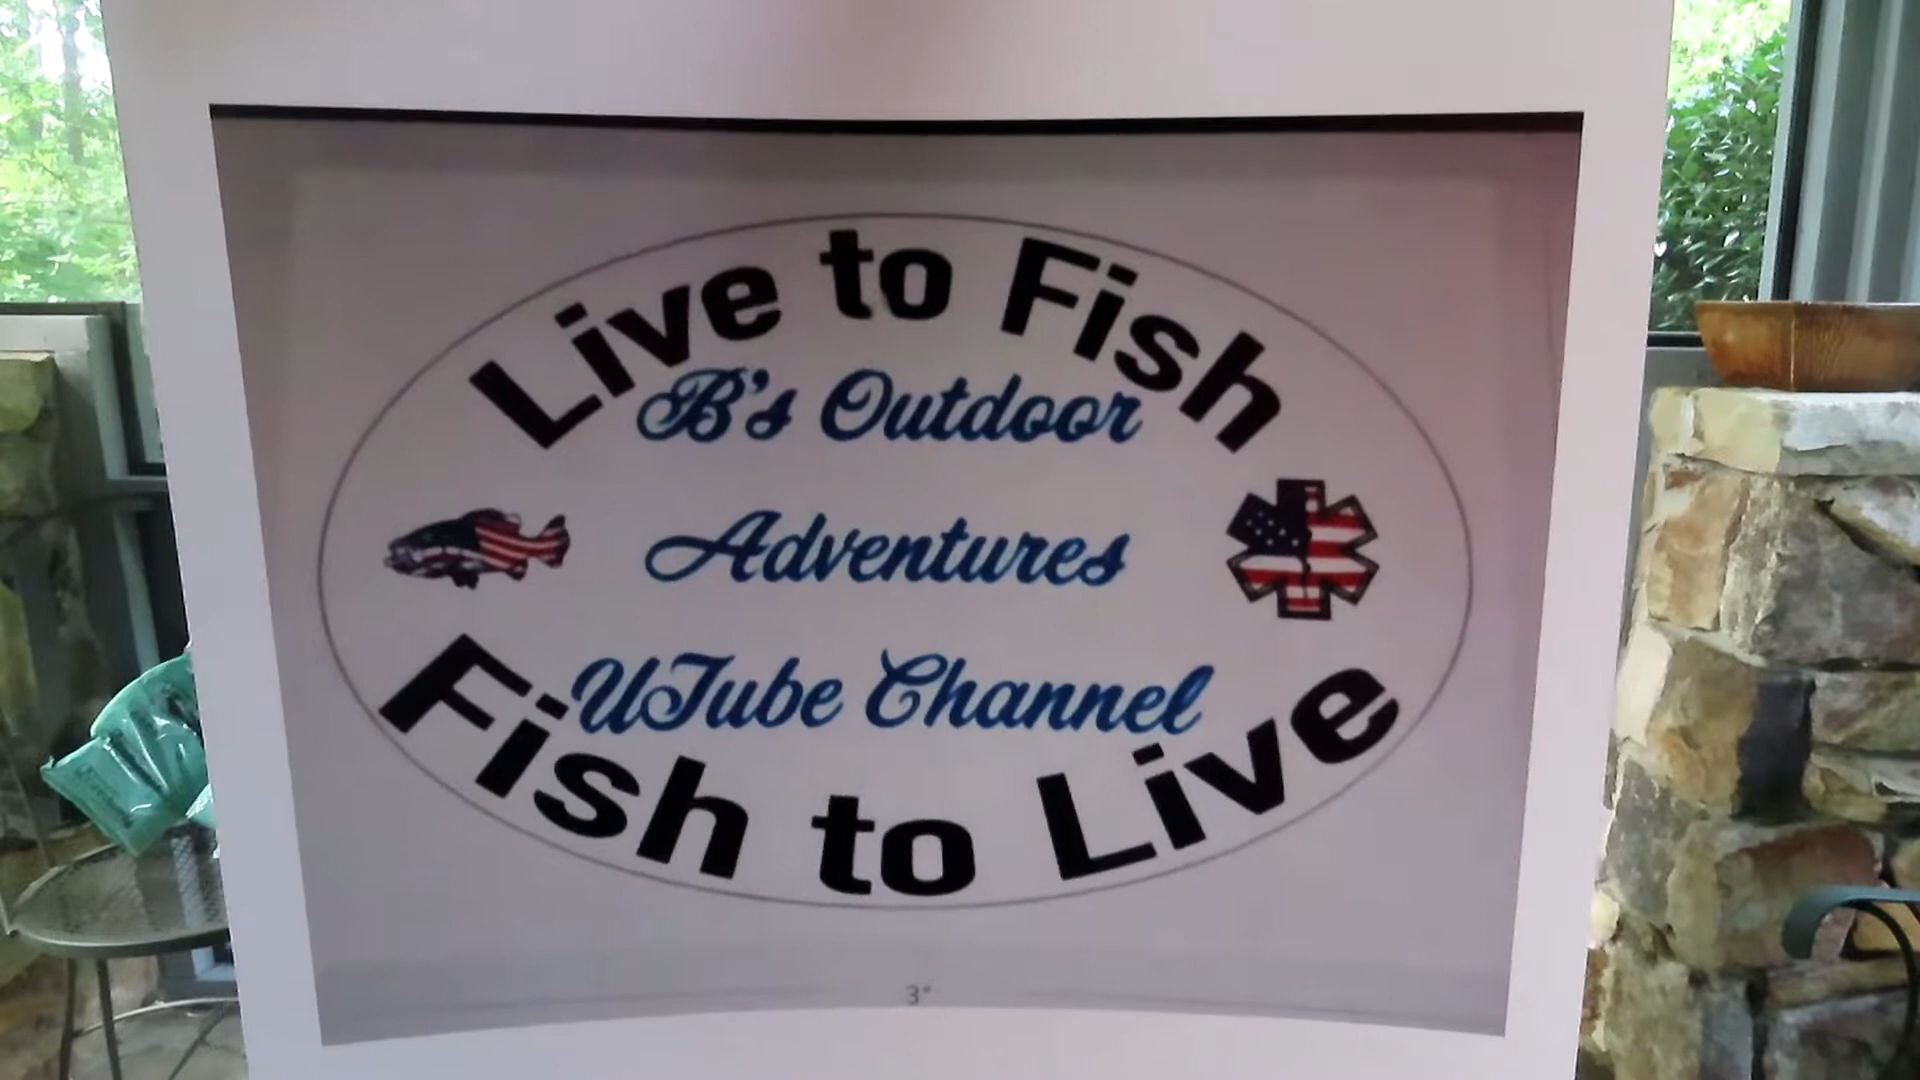 Live to Fish
B's Outdoor
Adventures
UTube Channel
Fish to Live
3"